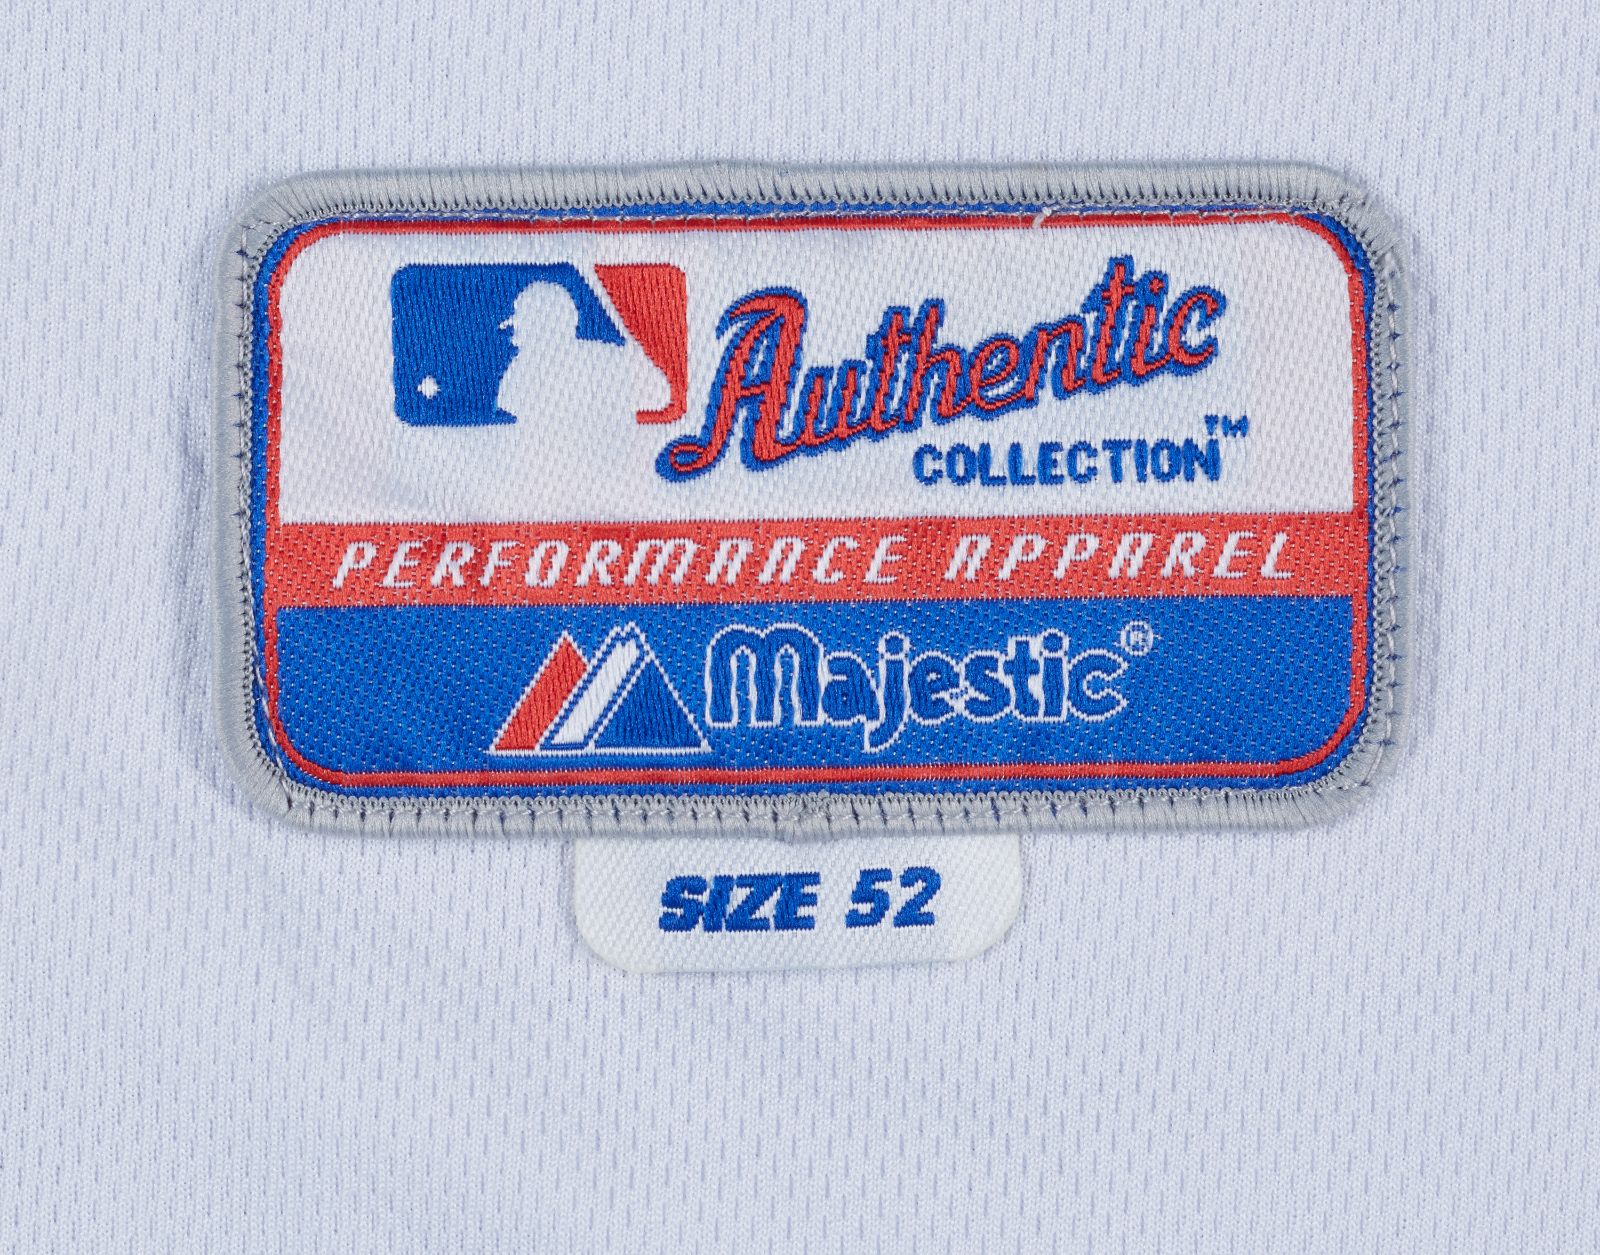 Authentic
COLLECTION™
PERFORMANCE APPAREL
Majestic®
SIZE 52